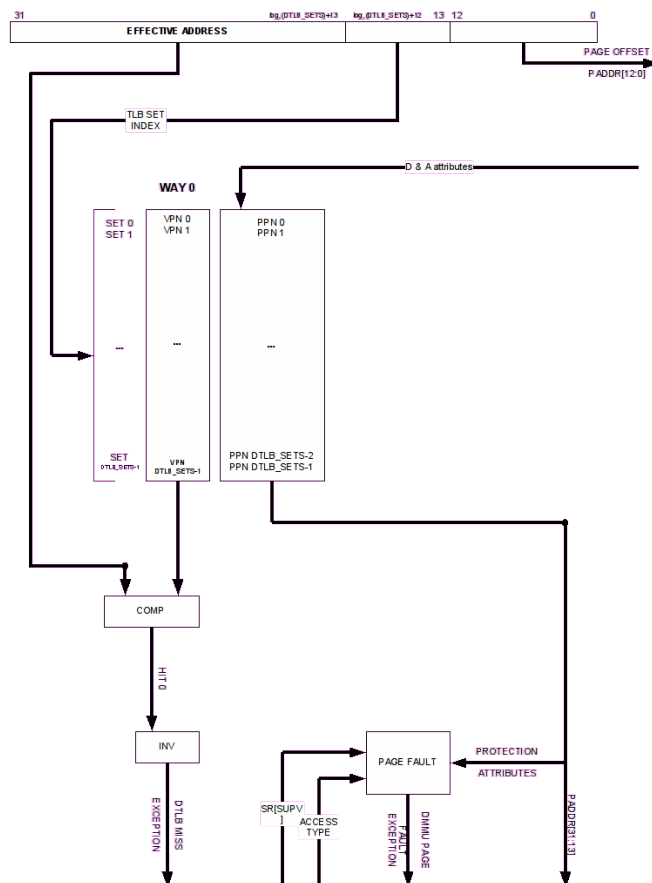 31
log₂(DTLB_SETS)+13
log₂(DTLB_SETS)+12
13
12
0
EFFECTIVE ADDRESS
PAGE OFFSET
PADDR[12:0]
TLB SET
INDEX
D & A attributes
WAY 0
SET 0
SET 1
...
SET
DTLB_SETS-1
VPN 0
VPN 1
...
VPN
DTLB_SETS-1
PPN 0
PPN 1
...
PPN DTLB_SETS-2
PPN DTLB_SETS-1
COMP
HIT 0
INV
DTLB MISS
EXCEPTION
SR[SUPV
]
ACCESS
TYPE
PAGE FAULT
DMMU PAGE
FAULT
EXCEPTION
PROTECTION
ATTRIBUTES
PADDR[31:13]